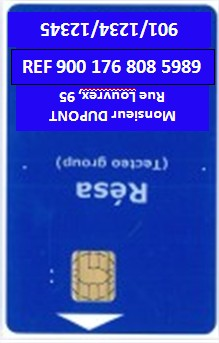 Résa
(Tecteo group)
Monsieur DUPONT
Rue Louvrex, 95
REF 900 176 808 5989
901/1234/12345